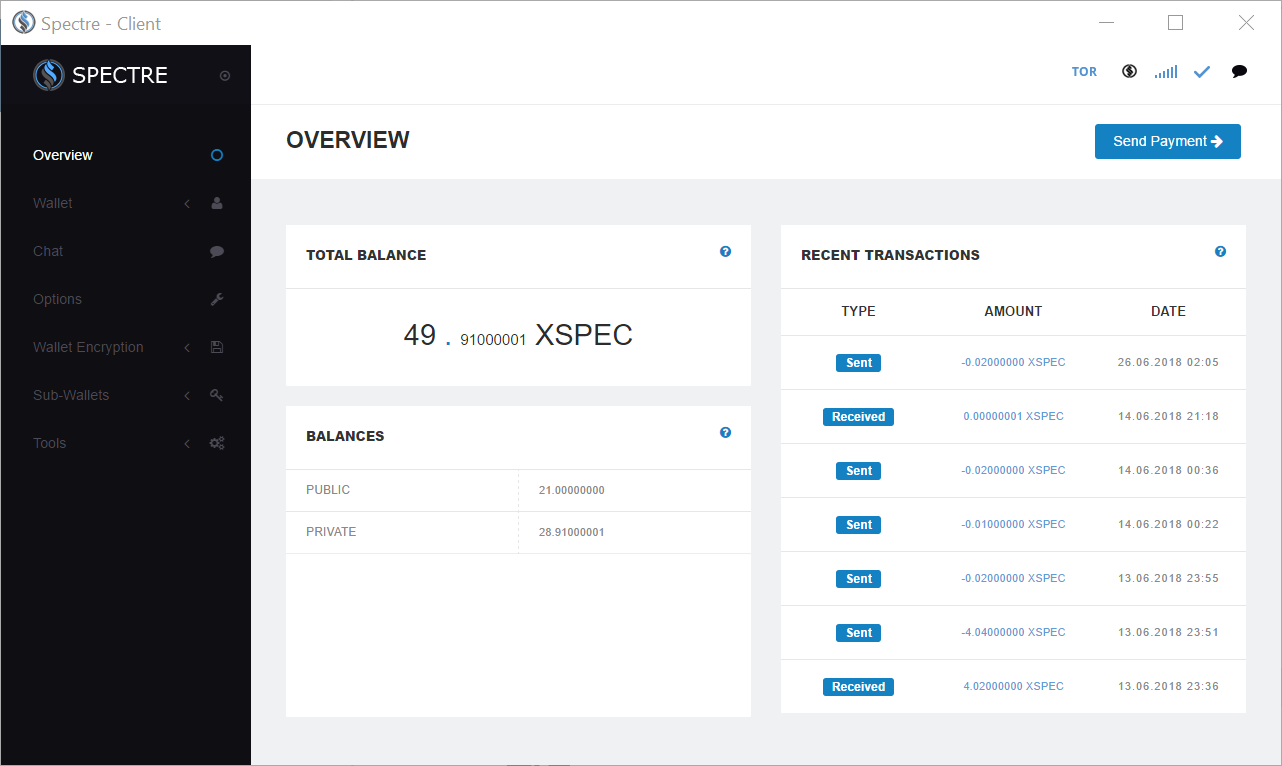 Spectre - Client
SPECTRE
TOR
Overview
Wallet
Chat
Options
Wallet Encryption
Sub-Wallets
Tools
OVERVIEW
Send Payment
TOTAL BALANCE
49 . 91000001 XSPEC
BALANCES
PUBLIC 21.00000000
PRIVATE 28.91000001
RECENT TRANSACTIONS
TYPE AMOUNT DATE
Sent -0.02000000 XSPEC 26.06.2018 02:05
Received 0.00000001 XSPEC 14.06.2018 21:18
Sent -0.02000000 XSPEC 14.06.2018 00:36
Sent -0.01000000 XSPEC 14.06.2018 00:22
Sent -0.02000000 XSPEC 13.06.2018 23:55
Sent -4.04000000 XSPEC 13.06.2018 23:51
Received 4.02000000 XSPEC 13.06.2018 23:36